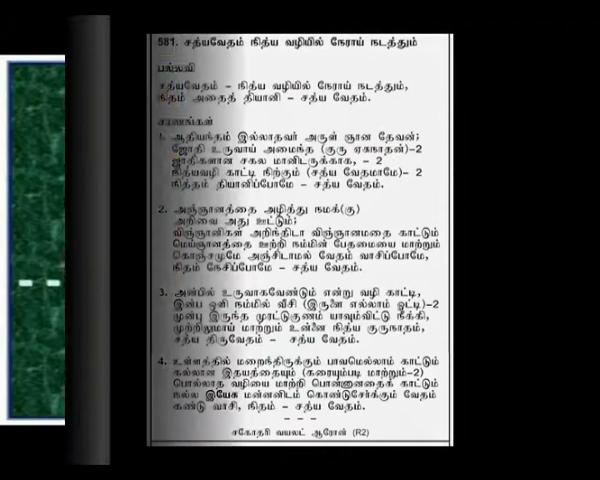 581. சத்யவேதம் நித்ய வழியில் நேராய் நடத்தும்
பல்லவி
சத்யவேதம் – நித்ய வழியில் நேராய் நடத்தும்,
நிதம் அதைத் தியானி – சத்ய வேதம்.
சரணங்கள்
1. ஆதியந்தம் இல்லாதவர் அருள் ஞான தேவன்;
ஜோதி உருவாய் அமைந்த (குரு ஏசுநாதன்)–2
ஜாதிகளான சகல மானிடருக்காக, – 2
நித்யவழி காட்டி நிற்கும் (சத்ய வேதமாமே)– 2
நித்தம் தியானிப்போமே – சத்ய வேதம்.
2. அஞ்ஞானத்தை அழித்து நமக்(கு)
அறிவை அது ஊட்டும்;
விஞ்ஞானிகள் அறிந்திடா விஞ்ஞானமதை காட்டும்
மெய்ஞானத்தை ஊற்றி நம்மின் பேதமையை மாற்றும்
கொஞ்சமுமே அஞ்சிடாமல் வேதம் வாசிப்போமே,
நிதம் நேசிப்போமே – சத்ய வேதம்.
3. அன்பில் உருவாகவேண்டும் என்று வழி காட்டி,
இன்ப ஒளி நம்மில் வீசி (இருளை எல்லாம் ஓட்டி)–2
முன்பு இருந்த முரட்டுகுணம் யாவும்விட்டு நீக்கி,
முற்றிலுமாய் மாற்றும் உன்னை நித்ய குருநாதம்,
சத்ய திருவேதம் – சத்ய வேதம்.
4. உள்ளத்தில் மறைந்திருக்கும் பாவமெல்லாம் காட்டும்
கல்லான இதயத்தையும் (கரையும்படி மாற்றும்–2)
பொல்லாத வழியை மாற்றி பொன்னானதைக் காட்டும்
நல்ல இயேசு மன்னனிடம் கொண்டுசேர்க்கும் வேதம்
கண்டு வாசி, நிதம் – சத்ய வேதம்.
– – –
சகோதரி வயலட் ஆரோன் (R2)